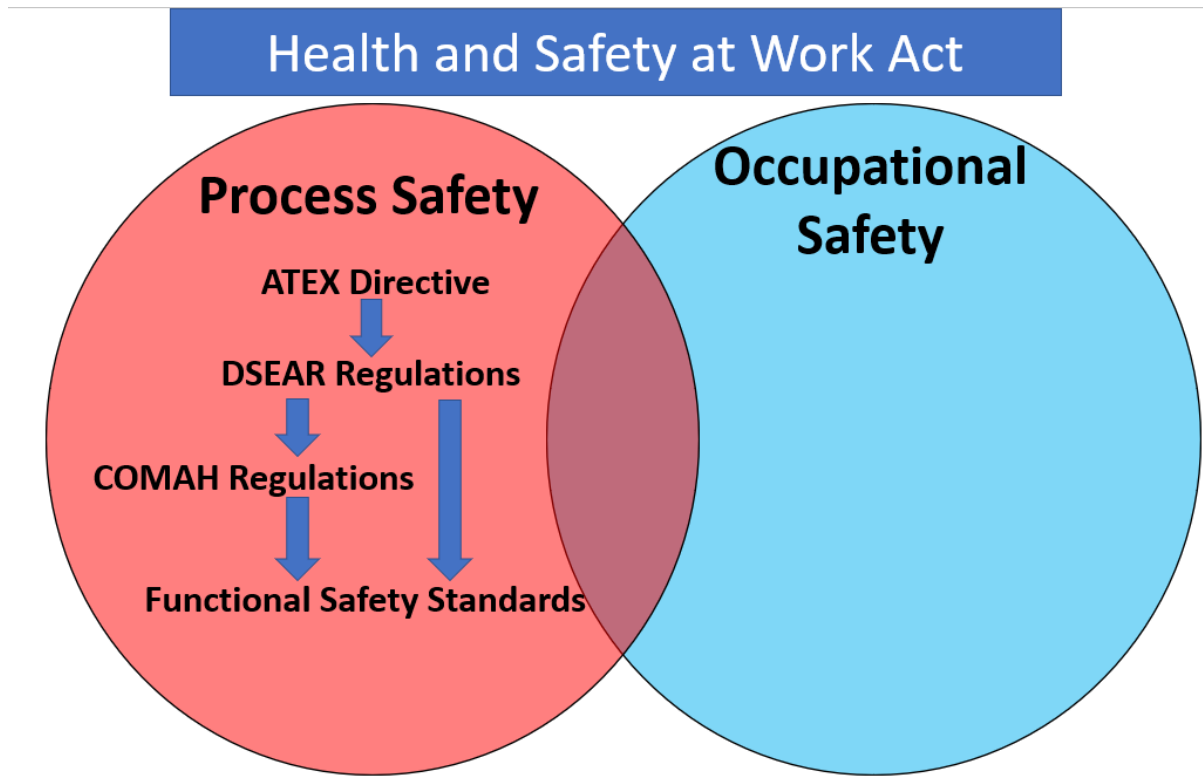 Health and Safety at Work Act
Process Safety
Occupational
Safety
ATEX Directive
DSEAR Regulations
COMAH Regulations
Functional Safety Standards